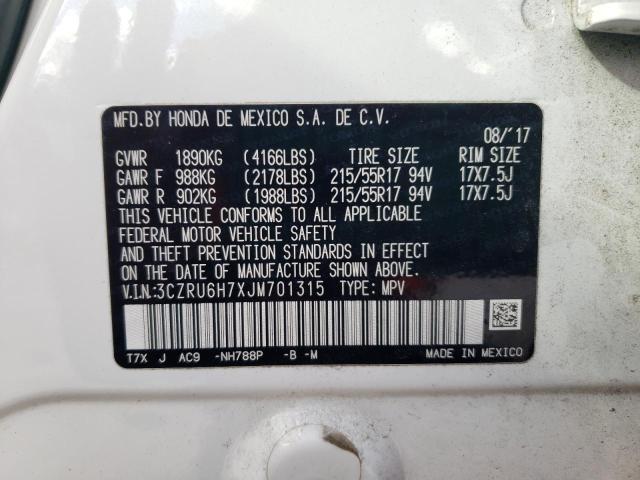 MFD. BY HONDA DE MEXICO S.A. DE C.V.
08/'17
GVWR 1890KG (4166LBS) TIRE SIZE RIM SIZE
GAWR F 988KG (2178LBS) 215/55R17 94V 17X7.5J
GAWR R 902KG (1988LBS) 215/55R17 94V 17X7.5J
THIS VEHICLE CONFORMS TO ALL APPLICABLE
FEDERAL MOTOR VEHICLE SAFETY
AND THEFT PREVENTION STANDARDS IN EFFECT ON
THE DATE OF MANUFACTURE SHOWN ABOVE.
V.I.N.:3CZRU6H7XJM701315 TYPE: MPV
T7X J AC9 -NH788P -B -M MADE IN MEXICO